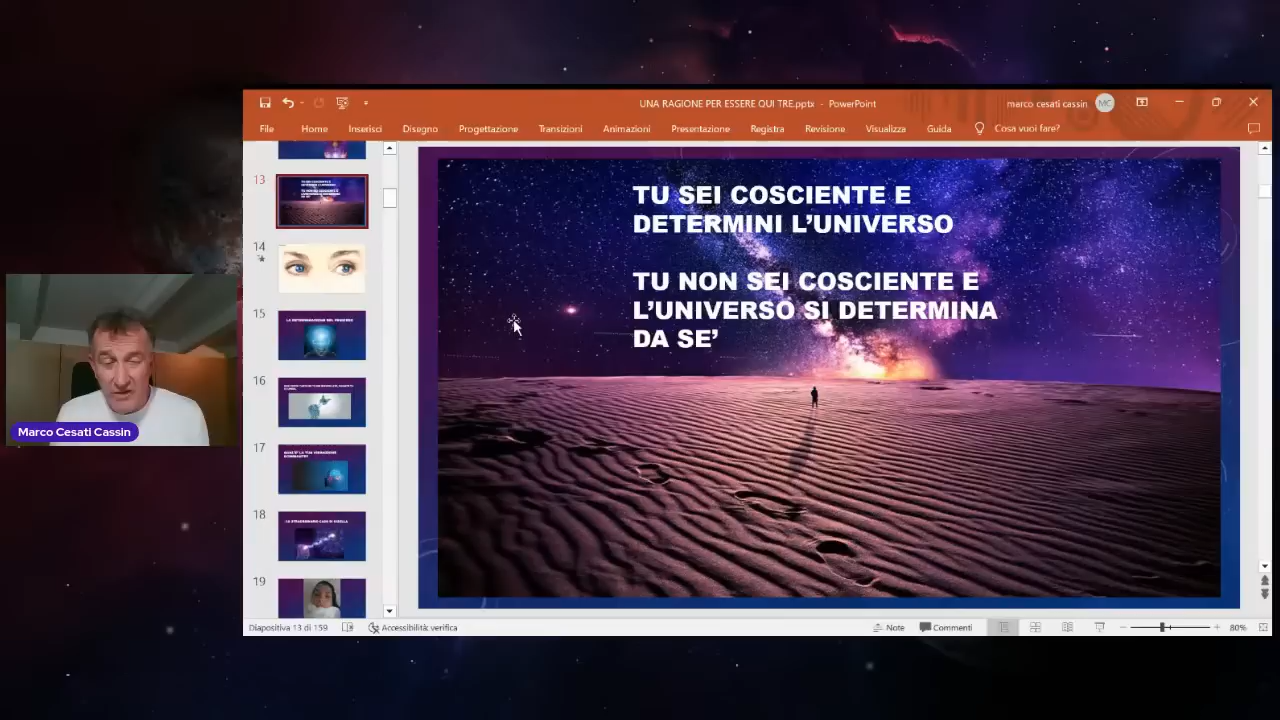 UNA RAGIONE PER ESSERE QUI TRE.pptx - PowerPoint
marco cesati cassin
MC
File
Home
Inserisci
Disegno
Progettazione
Transizioni
Animazioni
Presentazione
Registra
Revisione
Visualizza
Guida
Cosa vuoi fare?
13
14
15
16
17
18
19
TU SEI COSCIENTE E
DETERMINI L'UNIVERSO
TU NON SEI COSCIENTE E
L'UNIVERSO SI DETERMINA
DA SE'
Marco Cesati Cassin
Diapositiva 13 di 159
Accessibilità: verifica
Note
Commenti
80%